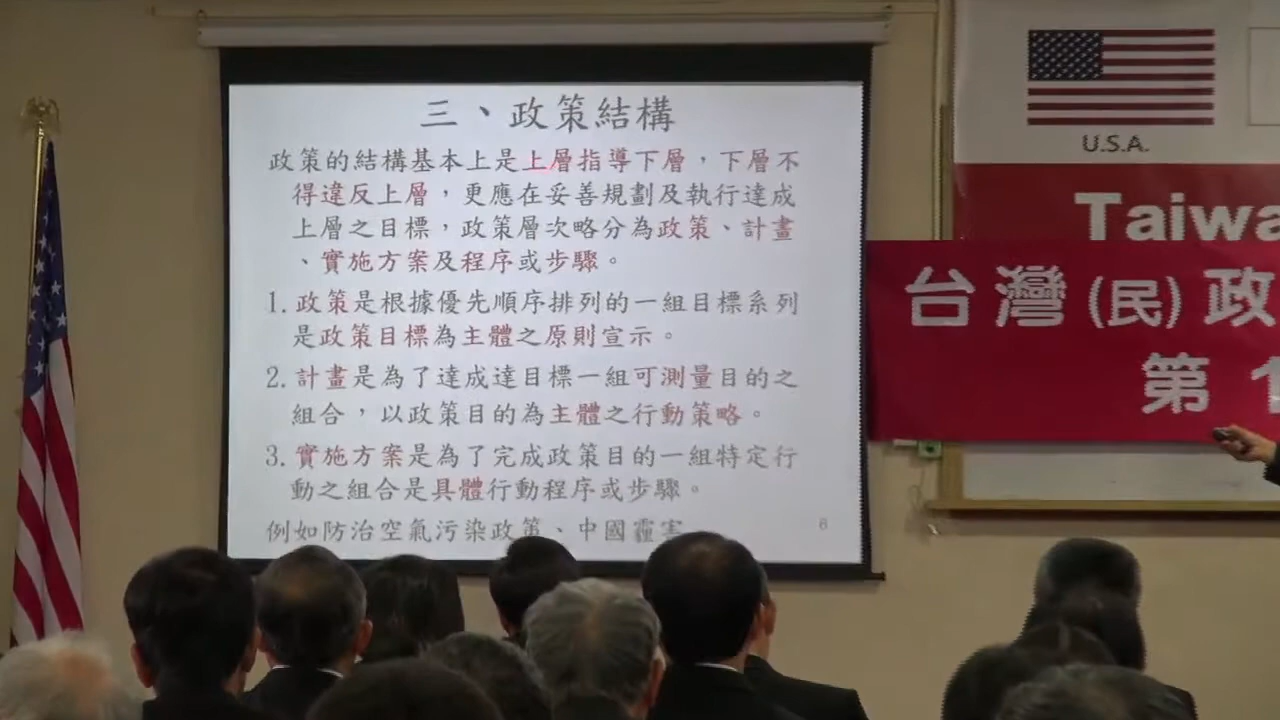 三、政策結構
政策的結構基本上是上層指導下層，下層不
得違反上層，更應在妥善規劃及執行達成
上層之目標，政策層次略分為政策、計畫
、實施方案及程序或步驟。
1. 政策是根據優先順序排列的一組目標系列
是政策目標為主體之原則宣示。
2. 計畫是為了達成達目標一組可測量目的之
組合，以政策目的為主體之行動策略。
3. 實施方案是為了完成政策目的一組特定行
動之組合是具體行動程序或步驟。
例如防治空氣污染政策、中國霾害
6
U.S.A.
Taiwa
台灣(民)政
第